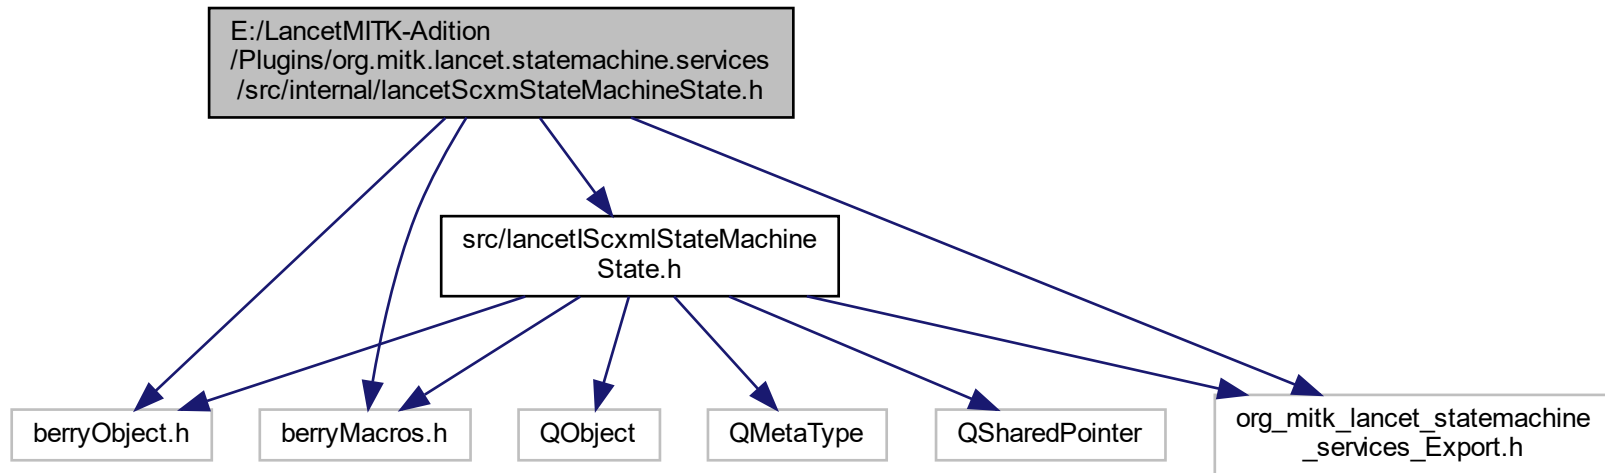 E:/LancetMITK-Adition
/Plugins/org.mitk.lancet.statemachine.services
/src/internal/lancetScxmStateMachineState.h
src/lancetIScxmlStateMachine
State.h
berryObject.h
berryMacros.h
QObject
QMetaType
QSharedPointer
org_mitk_lancet_statemachine
_services_Export.h